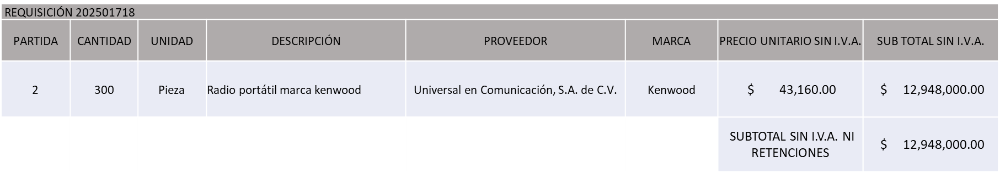 REQUISICIÓN 202501718
PARTIDA CANTIDAD UNIDAD DESCRIPCIÓN PROVEEDOR MARCA PRECIO UNITARIO SIN I.V.A. SUB TOTAL SIN I.V.A.
2 300 Pieza Radio portátil marca kenwood Universal en Comunicación, S.A. de C.V. Kenwood $ 43,160.00 $ 12,948,000.00
SUBTOTAL SIN I.V.A. NI
RETENCIONES
$ 12,948,000.00